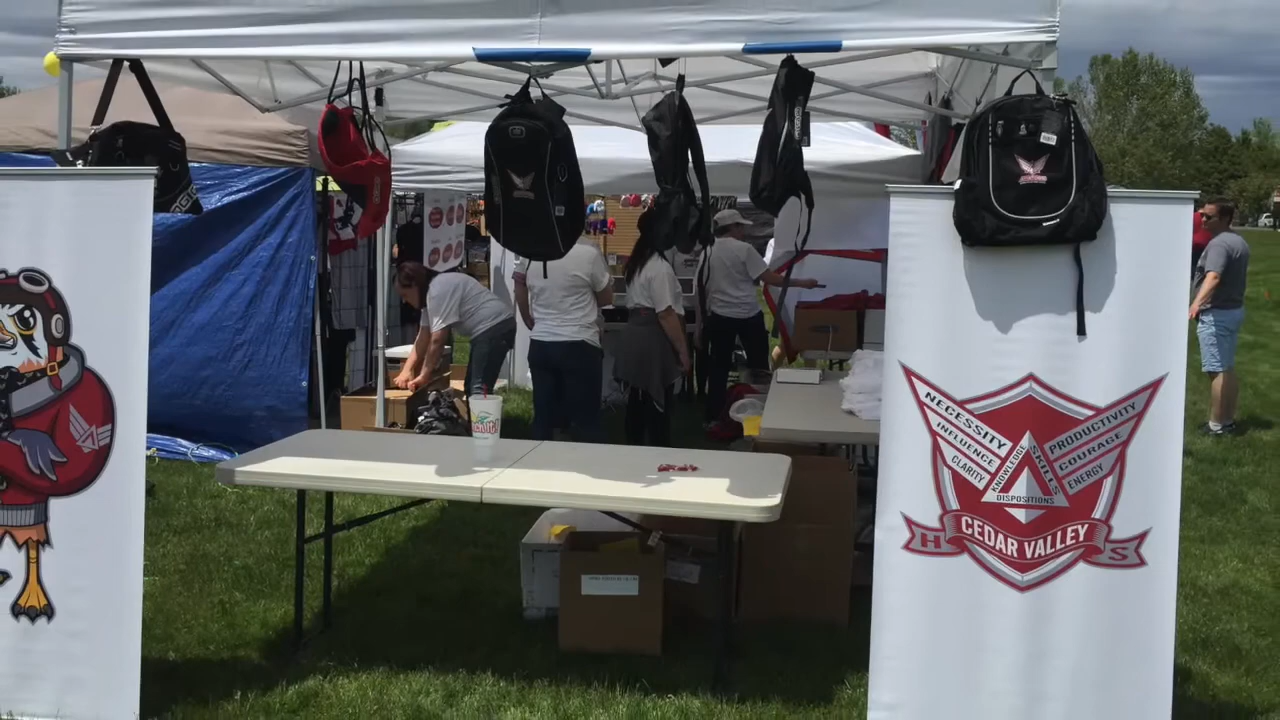 NECESSITY
INFLUENCE
CLARITY
PRODUCTIVITY
COURAGE
ENERGY
KNOWLEDGE
SKILLS
DISPOSITIONS
CEDAR VALLEY
H S